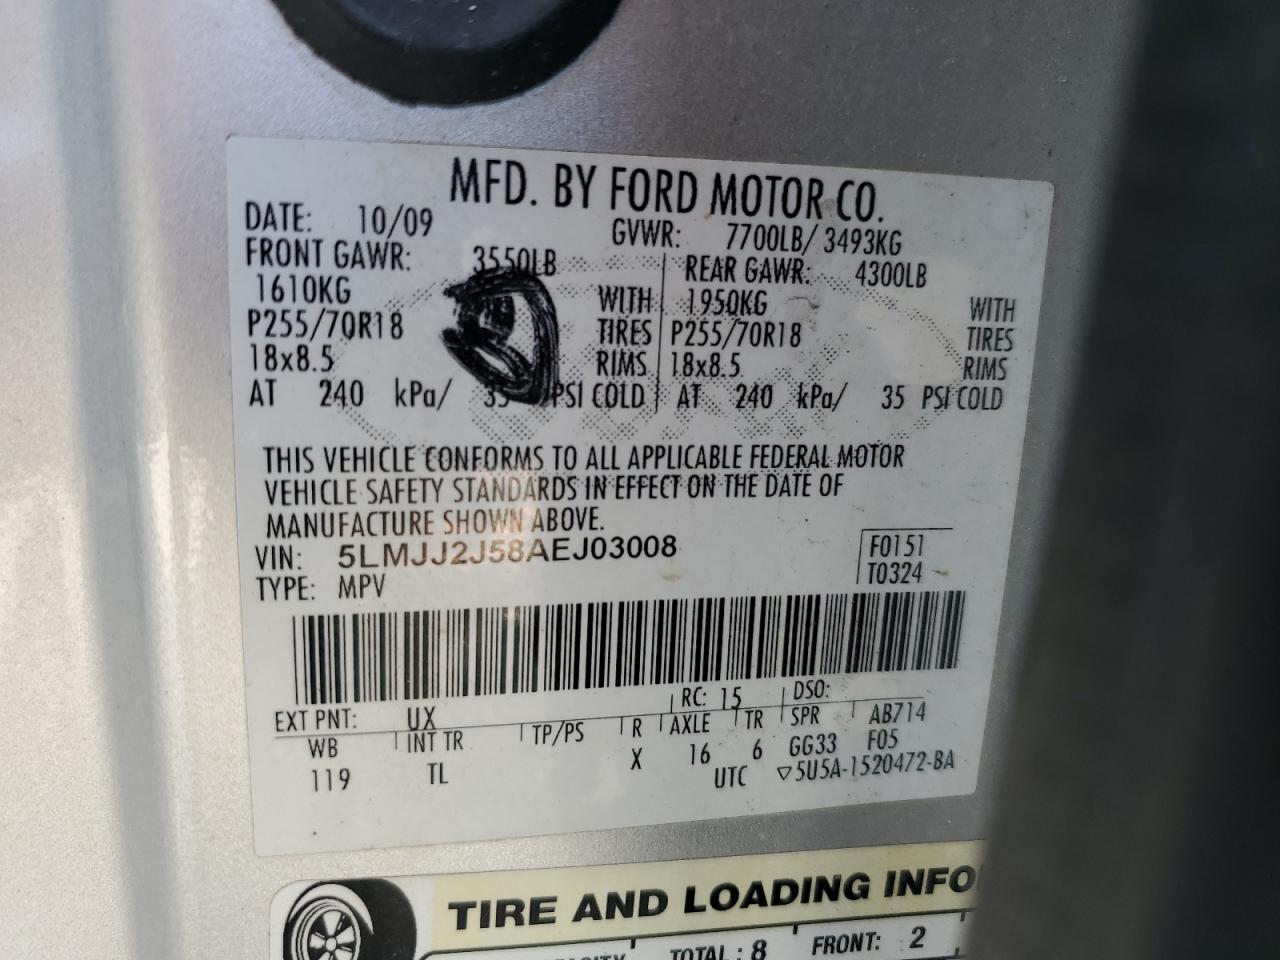 MFD. BY FORD MOTOR CO.
DATE: 10/09 GVWR: 7700LB/ 3493KG
FRONT GAWR: 3550LB REAR GAWR: 4300LB
1610KG WITH 1950KG WITH
P255/70R18 TIRES P255/70R18 TIRES
18x8.5 RIMS 18x8.5 RIMS
AT 240 kPa/ 35 PSI COLD AT 240 kPa/ 35 PSI COLD
THIS VEHICLE CONFORMS TO ALL APPLICABLE FEDERAL MOTOR
VEHICLE SAFETY STANDARDS IN EFFECT ON THE DATE OF
MANUFACTURE SHOWN ABOVE.
VIN: 5LMJJ2J58AEJ03008 F0151
TYPE: MPV T0324
EXT PNT: UX RC: 15 DSO:
WB INT TR TP/PS R AXLE TR SPR AB714
119 TL X 16 6 GG33 F05
UTC ▽5U5A-1520472-BA
TIRE AND LOADING INFO
TOTAL: 8 FRONT: 2